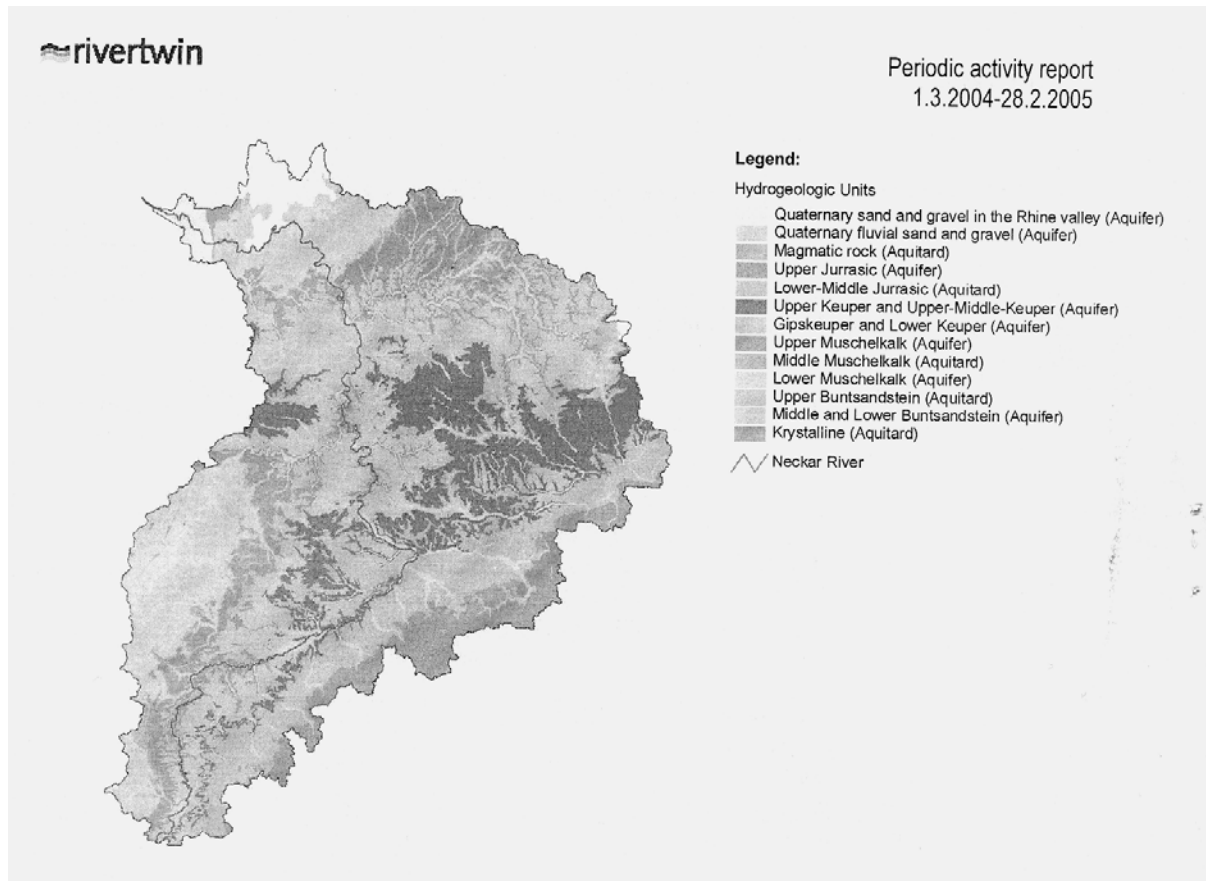 rivertwin
Periodic activity report
1.3.2004-28.2.2005
Legend:
Hydrogeologic Units
Quaternary sand and gravel in the Rhine valley (Aquifer)
Quaternary fluvial sand and gravel (Aquifer)
Magmatic rock (Aquitard)
Upper Jurrasic (Aquifer)
Lower-Middle Jurrasic (Aquitard)
Upper Keuper and Upper-Middle-Keuper (Aquifer)
Gipskeuper and Lower Keuper (Aquifer)
Upper Muschelkalk (Aquifer)
Middle Muschelkalk (Aquitard)
Lower Muschelkalk (Aquifer)
Upper Buntsandstein (Aquitard)
Middle and Lower Buntsandstein (Aquifer)
Krystalline (Aquitard)
Neckar River